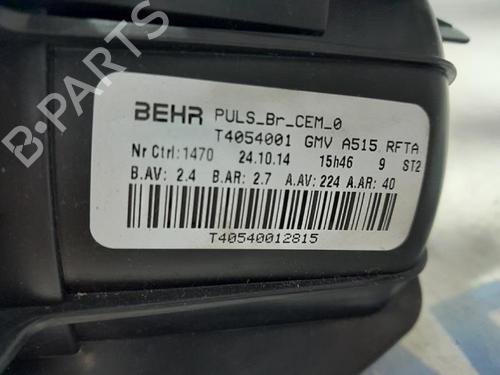 BEHR PULS_Br_CEM_0
T4054001 GMV A515 RFTA
Nr Ctrl:1470 24.10.14 15h46 9 ST2
B.AV: 2.4 B.AR: 2.7 A.AV: 224 A.AR: 40
T40540012815